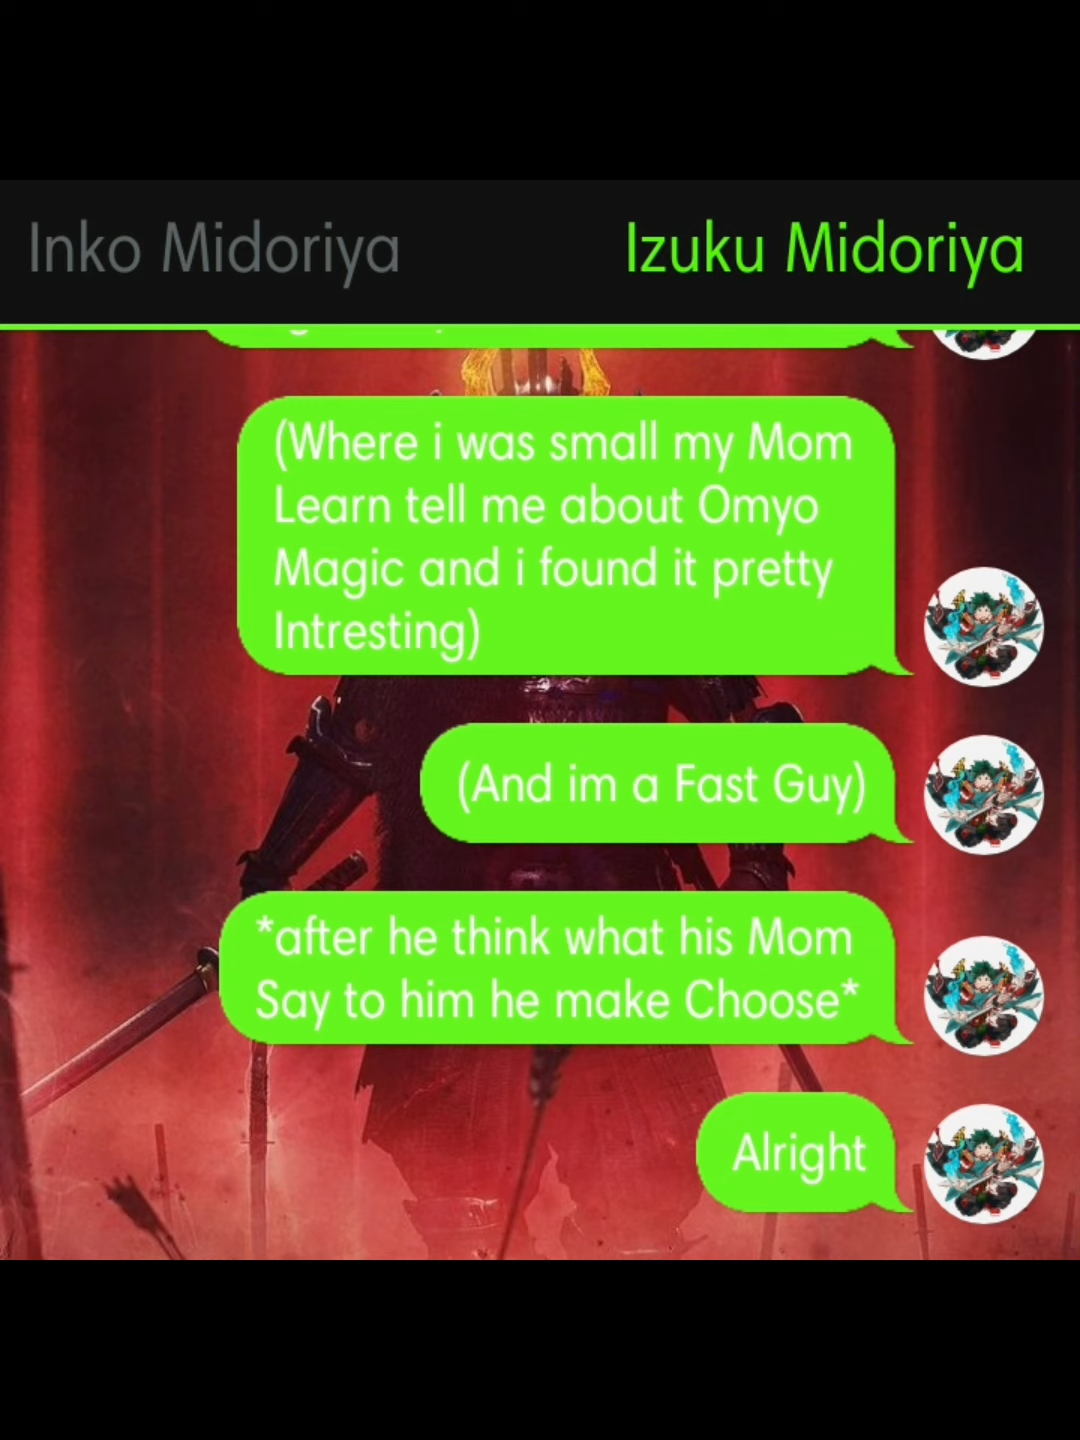 Inko Midoriya
Izuku Midoriya
(Where i was small my Mom
Learn tell me about Omyo
Magic and i found it pretty
Intresting)
(And im a Fast Guy)
*after he think what his Mom
Say to him he make Choose*
Alright